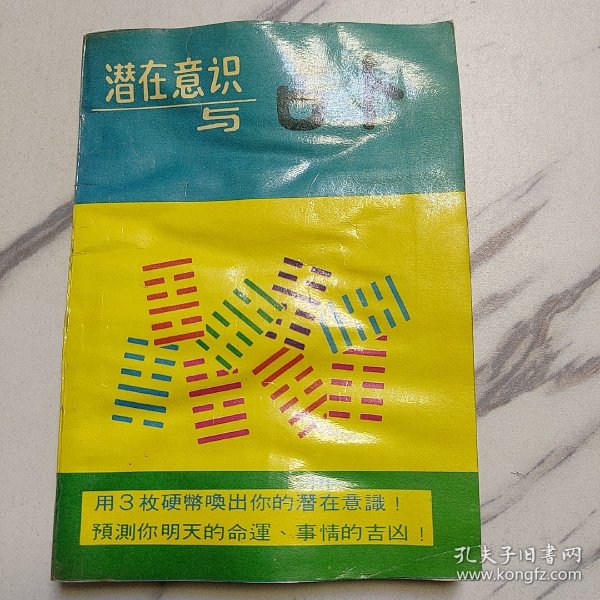 潜在意识
与 占卜
用3枚硬幣喚出你的潛在意識！
預測你明天的命運、事情的吉凶！
孔夫子旧书网
www.kongfz.com